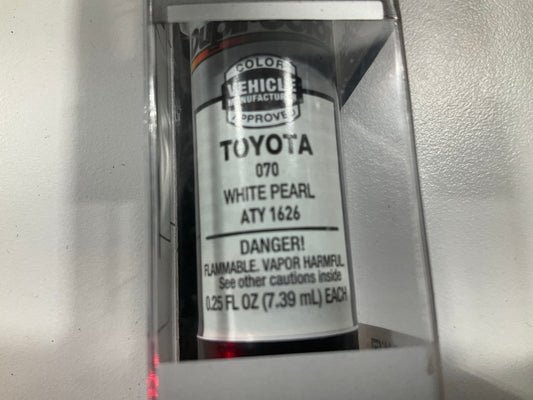 COLOR
VEHICLE
MANUFACTURER
APPROVED
TOYOTA
070
WHITE PEARL
ATY 1626
DANGER!
FLAMMABLE. VAPOR HARMFUL
See other cautions inside
0.25 FL OZ (7.39 mL) EACH